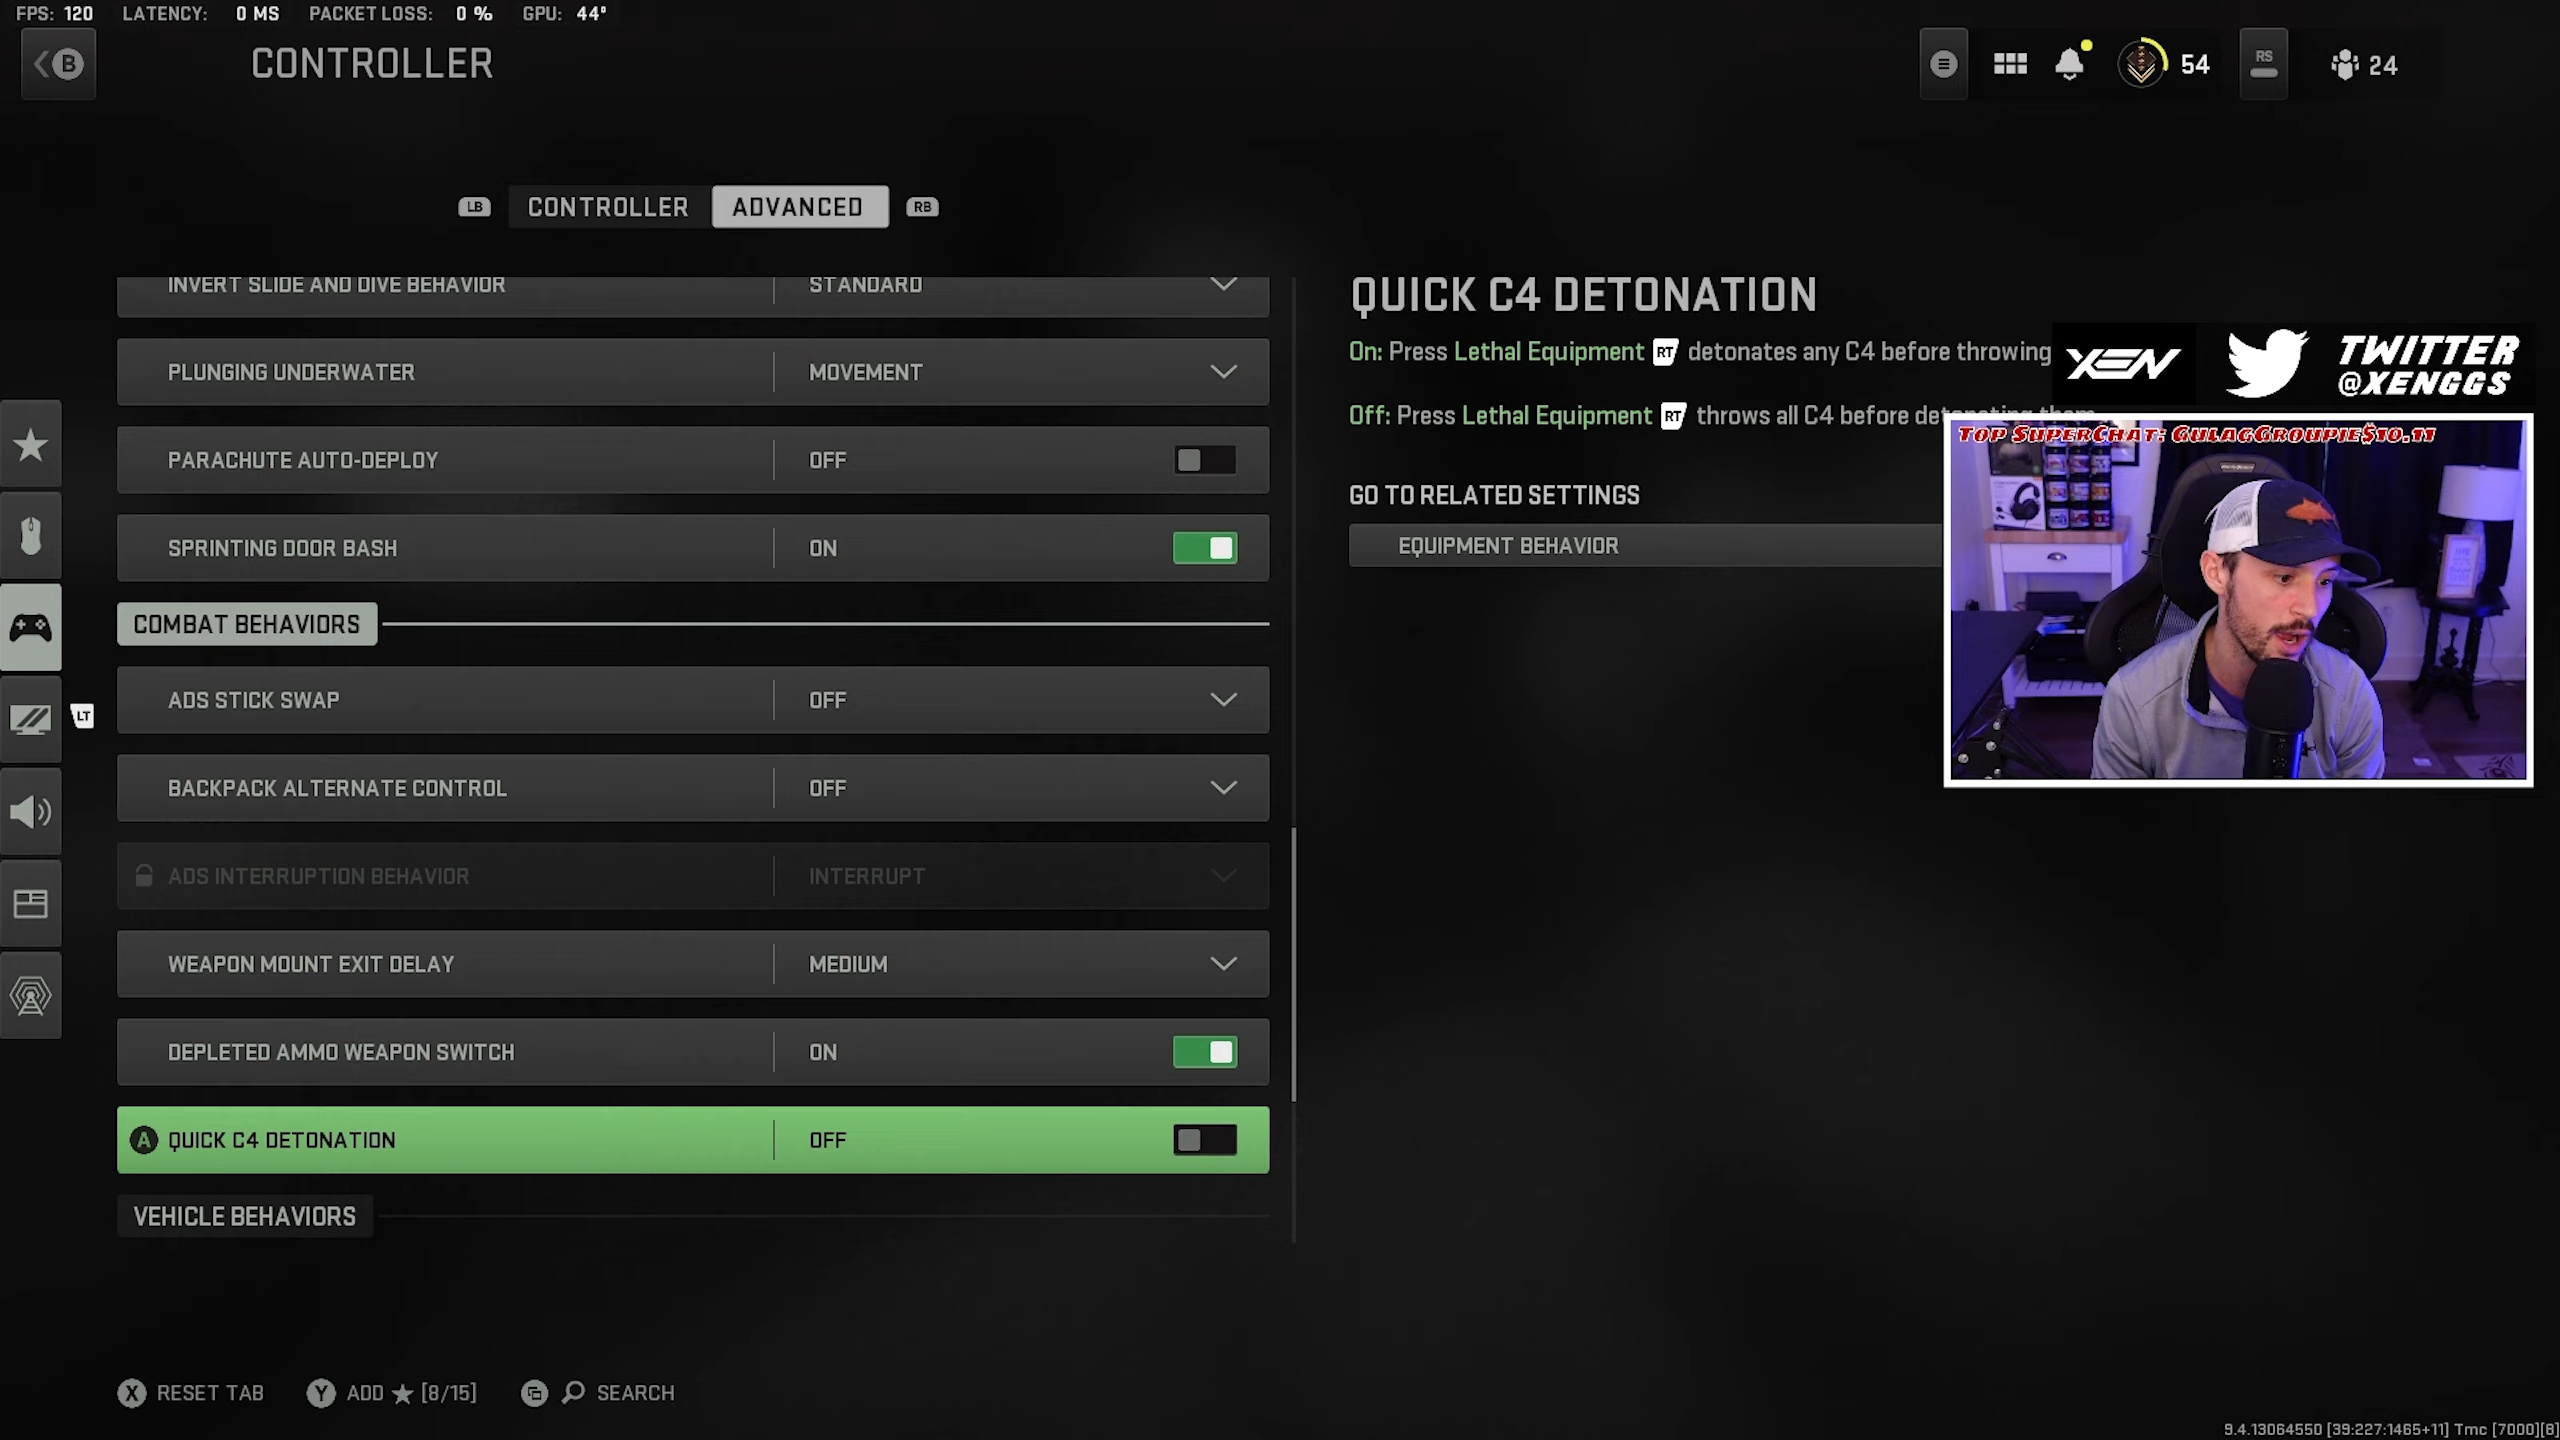 FPS: 120 LATENCY: 0 MS PACKET LOSS: 0 % GPU: 44°
B CONTROLLER 54 RS 24
LB CONTROLLER ADVANCED RB
INVERT SLIDE AND DIVE BEHAVIOR STANDARD
PLUNGING UNDERWATER MOVEMENT
PARACHUTE AUTO-DEPLOY OFF
SPRINTING DOOR BASH ON
COMBAT BEHAVIORS
ADS STICK SWAP OFF
LT
BACKPACK ALTERNATE CONTROL OFF
ADS INTERRUPTION BEHAVIOR INTERRUPT
WEAPON MOUNT EXIT DELAY MEDIUM
DEPLETED AMMO WEAPON SWITCH ON
A QUICK C4 DETONATION OFF
VEHICLE BEHAVIORS
QUICK C4 DETONATION
On: Press Lethal Equipment RT detonates any C4 before throwing
Off: Press Lethal Equipment RT throws all C4 before detonating them
GO TO RELATED SETTINGS
EQUIPMENT BEHAVIOR
XEN
TWITTER
@XENGGS
TOP SUPERCHAT: GULAGGROUPIE$10.11
X RESET TAB Y ADD ★ [8/15] SEARCH
9.4.13064550 [39:227:1465+11] Tmc [7000][8]